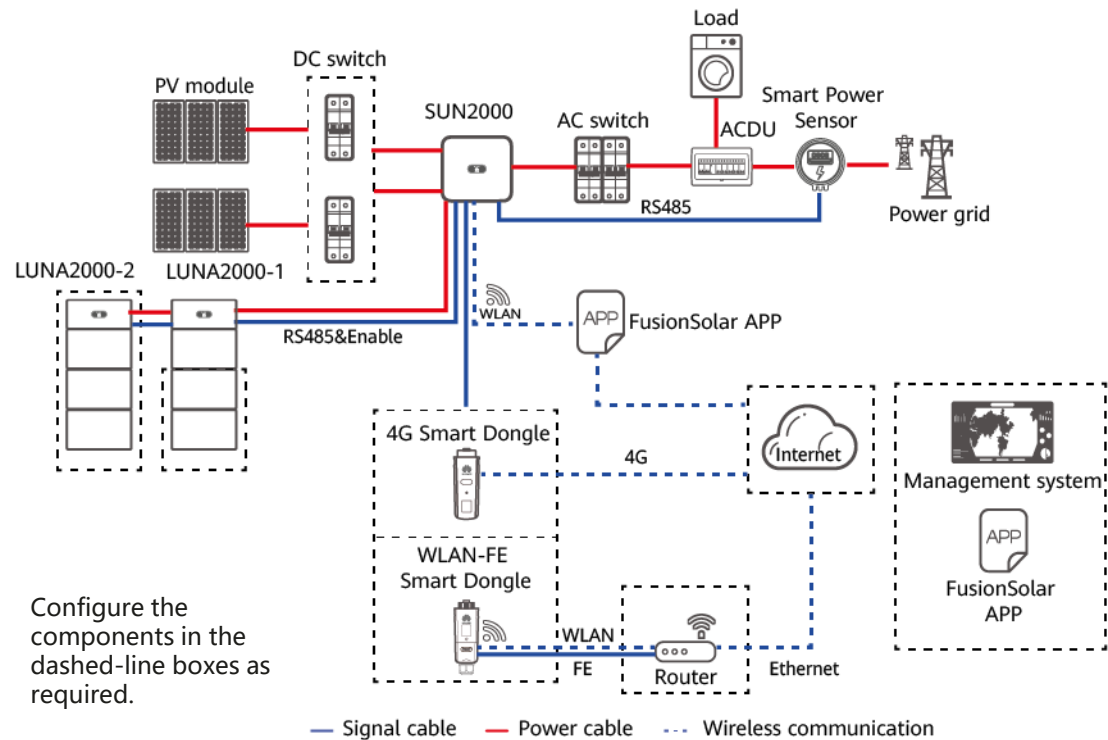 Load
DC switch
PV module
Smart Power
Sensor
SUN2000
AC switch
ACDU
RS485
Power grid
LUNA2000-2
LUNA2000-1
WLAN
APP
FusionSolar APP
RS485&Enable
4G Smart Dongle
4G
Internet
Management system
APP
FusionSolar
APP
WLAN-FE
Smart Dongle
WLAN
FE
Router
Ethernet
Configure the
components in the
dashed-line boxes as
required.
Signal cable
Power cable
Wireless communication